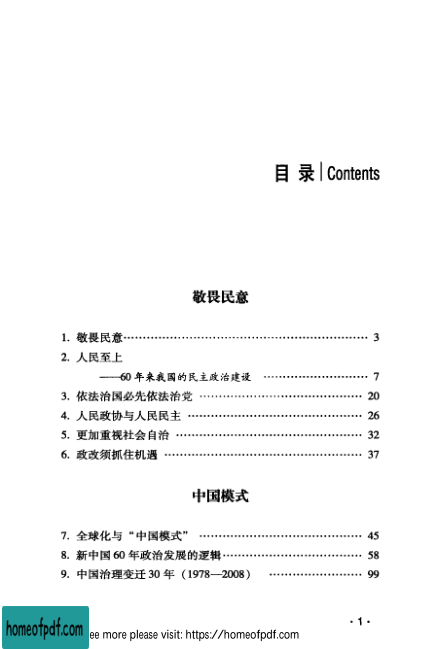 目 录 | Contents
敬畏民意
1. 敬畏民意…………………………………………………… 3
2. 人民至上
——60 年来我国的民主政治建设 …………………… 7
3. 依法治国必先依法治党 ………………………………… 20
4. 人民政协与人民民主 …………………………………… 26
5. 更加重视社会自治 ……………………………………… 32
6. 政改须抓住机遇 ………………………………………… 37
中国模式
7. 全球化与“中国模式” ………………………………… 45
8. 新中国 60 年政治发展的逻辑…………………………… 58
9. 中国治理变迁 30 年（1978—2008） ………………… 99
· 1 ·
homeofpdf.com
ee more please visit: https://homeofpdf.com